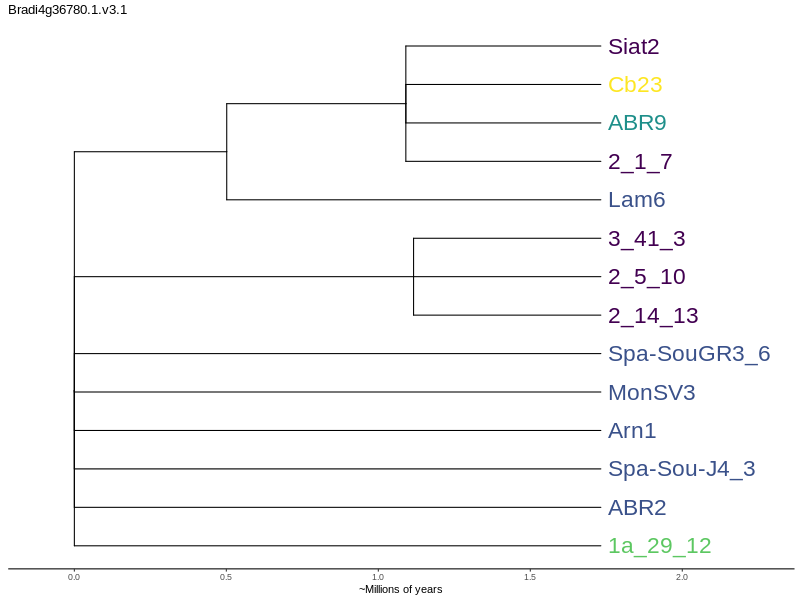 Bradi4g36780.1.v3.1
Siat2
Cb23
ABR9
2_1_7
Lam6
3_41_3
2_5_10
2_14_13
Spa-SouGR3_6
MonSV3
Arn1
Spa-Sou-J4_3
ABR2
1a_29_12
0.0 0.5 1.0 1.5 2.0
~Millions of years